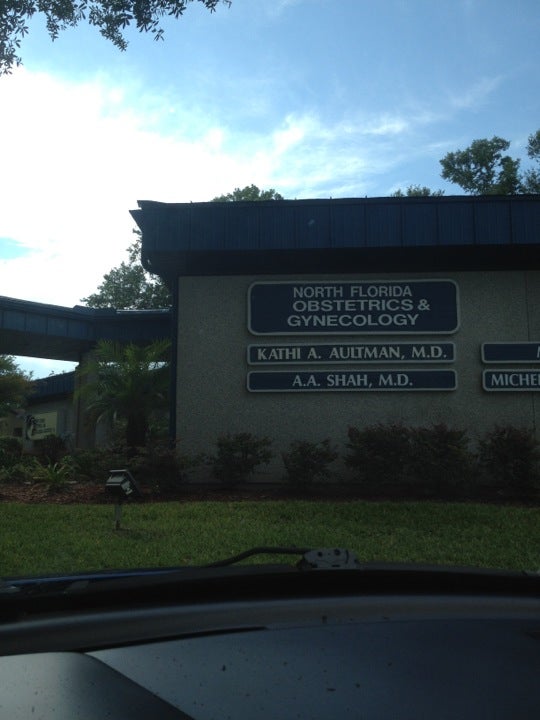 NORTH FLORIDA
OBSTETRICS &
GYNECOLOGY
KATHI A. AULTMAN, M.D.
A.A. SHAH, M.D.